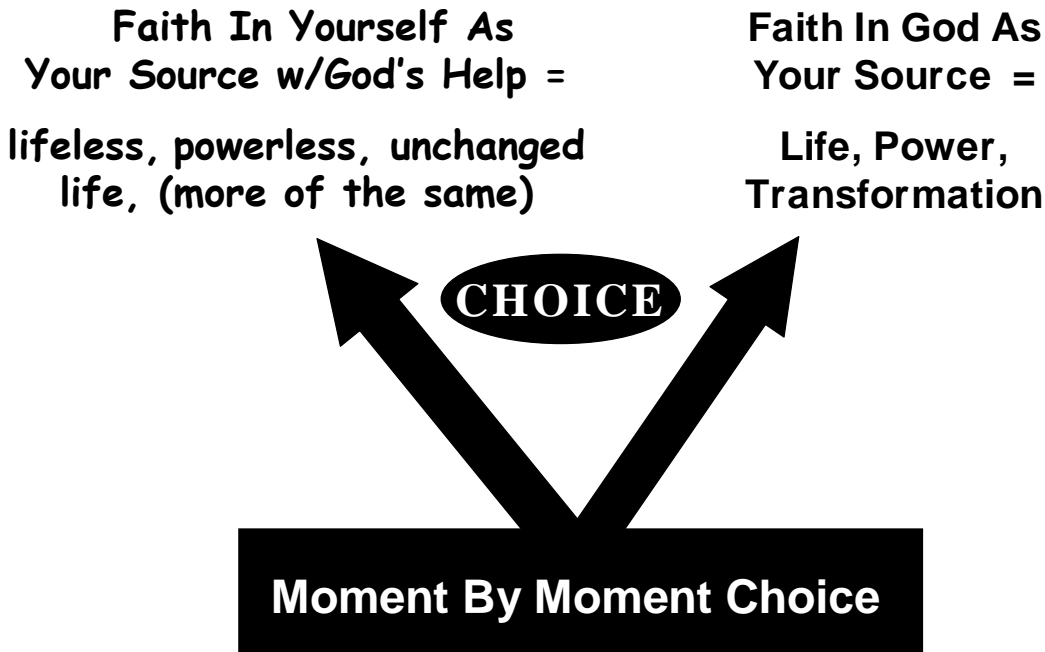 Faith In Yourself As
Your Source w/God's Help =
lifeless, powerless, unchanged
life, (more of the same)
Faith In God As
Your Source =
Life, Power,
Transformation
CHOICE
Moment By Moment Choice